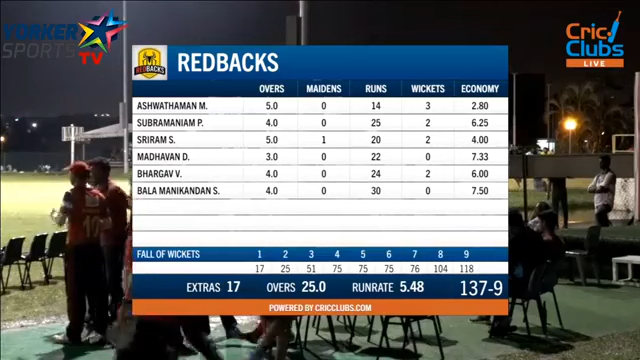 YORKER
SPORTS
TV
REDBACKS
REDBACKS
CricClubs
LIVE
OVERS MAIDENS RUNS WICKETS ECONOMY
ASHWATHAMAN M. 5.0 0 14 3 2.80
SUBRAMANIAM P. 4.0 0 25 2 6.25
SRIRAM S. 5.0 1 20 2 4.00
MADHAVAN D. 3.0 0 22 0 7.33
BHARGAV V. 4.0 0 24 2 6.00
BALA MANIKANDAN S. 4.0 0 30 0 7.50
FALL OF WICKETS 1 2 3 4 5 6 7 8 9
17 25 51 75 75 75 76 104 118
EXTRAS 17 OVERS 25.0 RUNRATE 5.48 137-9
POWERED BY CRICCLUBS.COM